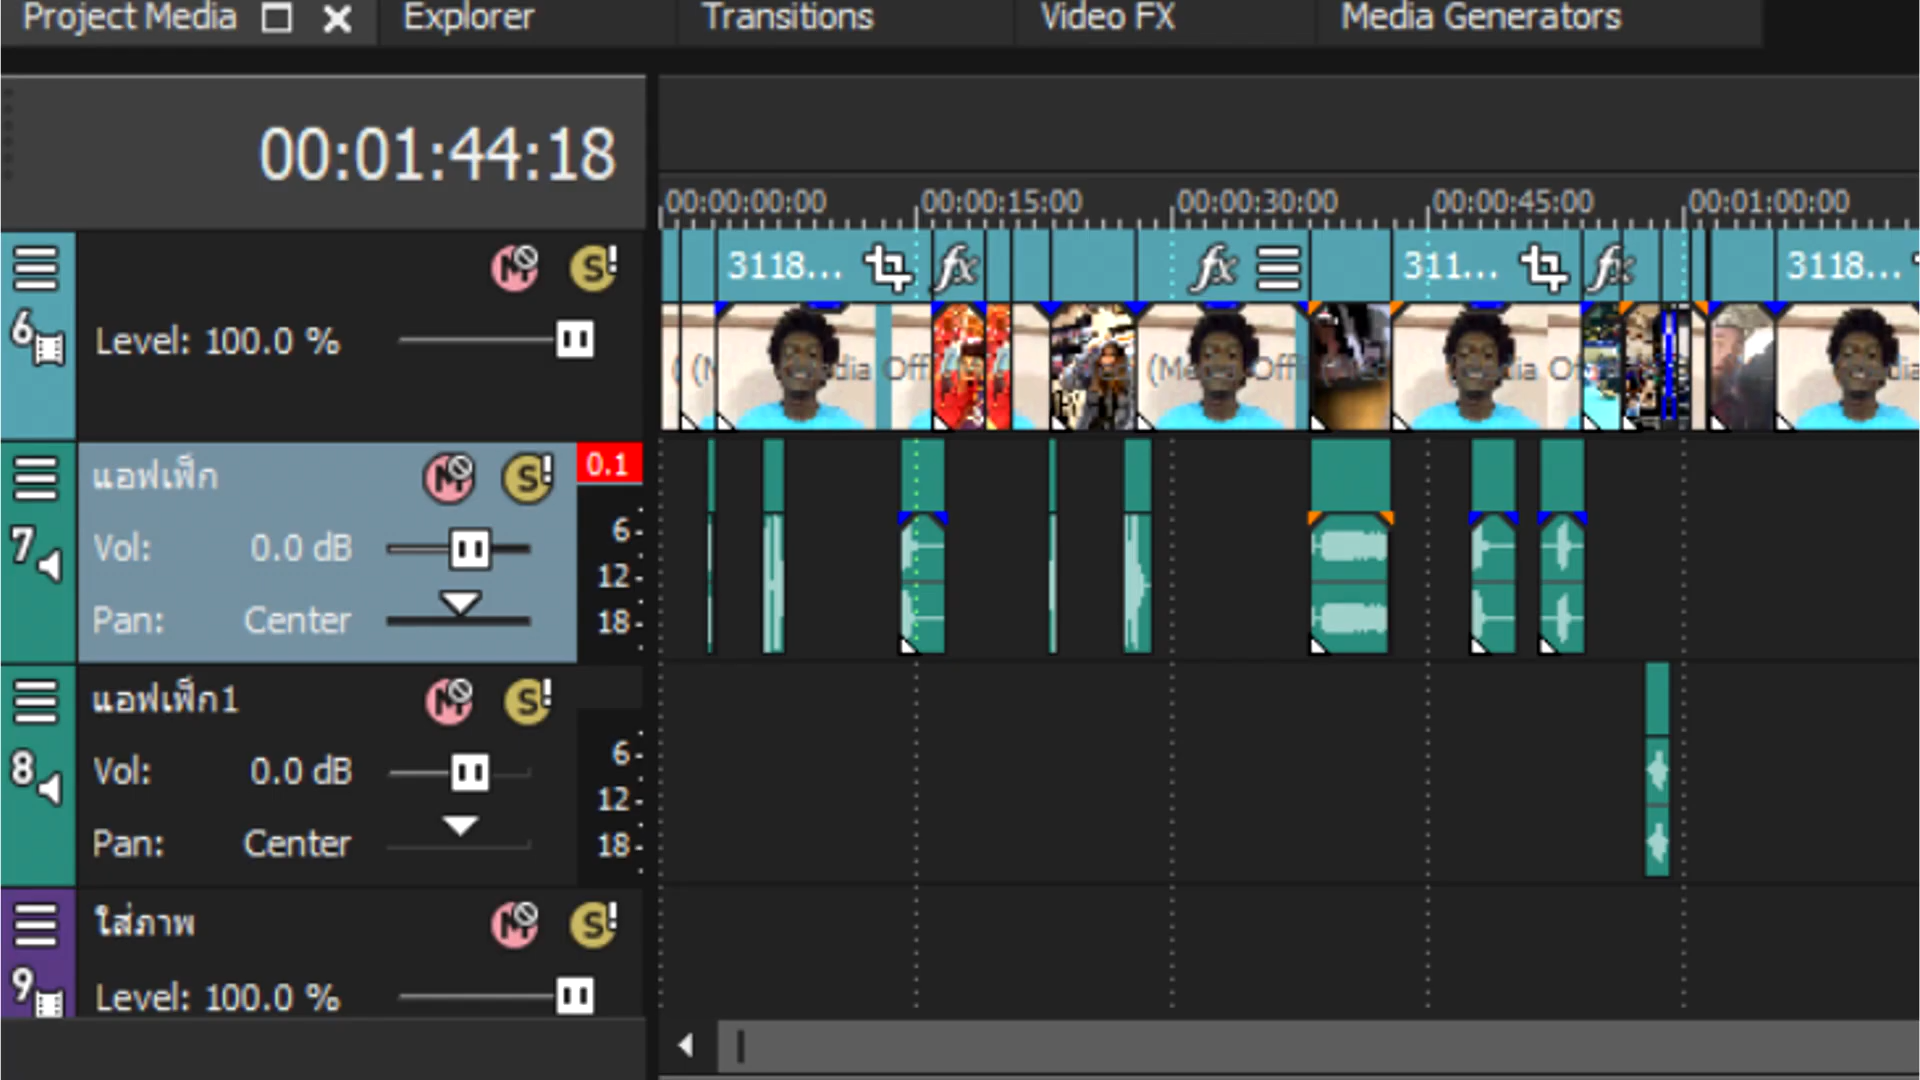 Project Media Explorer Transitions Video FX Media Generators
00:01:44:18
00:00:00:00 00:00:15:00 00:00:30:00 00:00:45:00 00:01:00:00
M S! 3118... fx fx 311... fx 3118...
6 Level: 100.0 %
แอฟเฟ็ก M S! 0.1
7 Vol: 0.0 dB 6
12
Pan: Center 18
แอฟเฟ็ก1 M S!
8 Vol: 0.0 dB 6
12
Pan: Center 18
ใส่ภาพ M S!
9 Level: 100.0 %